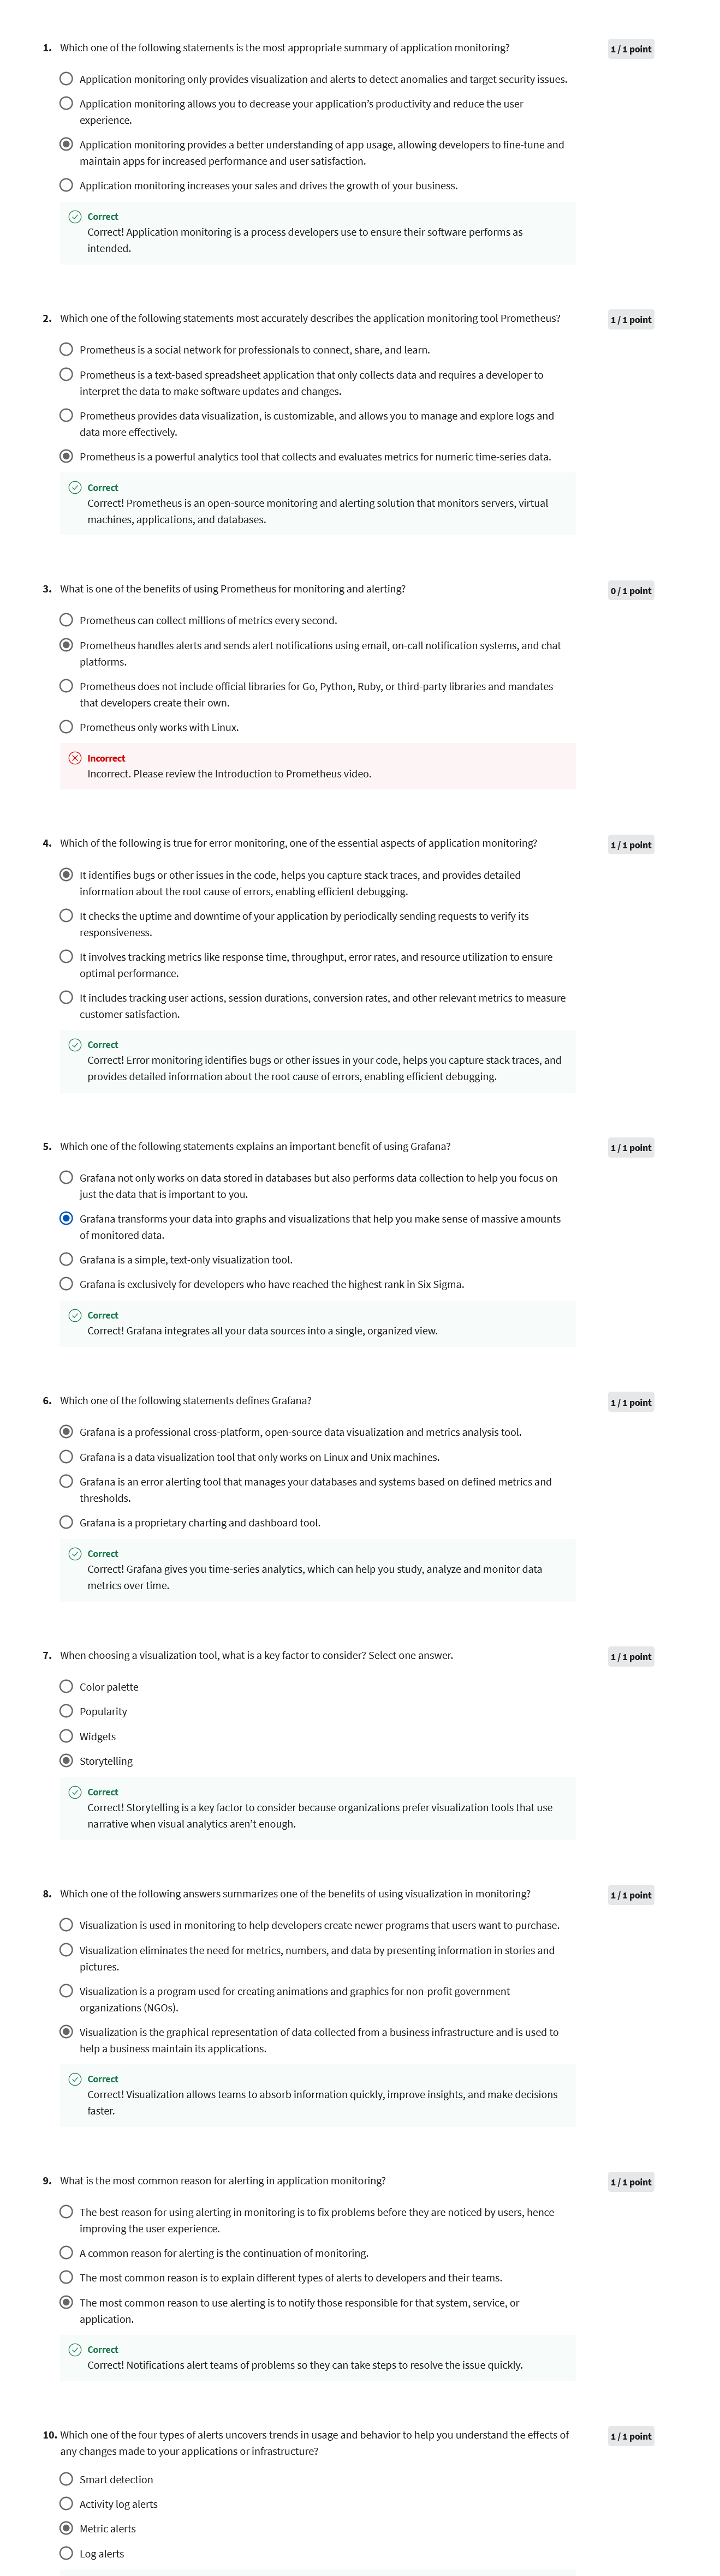 1. Which one of the following statements is the most appropriate summary of application monitoring?
1 / 1 point
Application monitoring only provides visualization and alerts to detect anomalies and target security issues.
Application monitoring allows you to decrease your application's productivity and reduce the user
experience.
Application monitoring provides a better understanding of app usage, allowing developers to fine-tune and
maintain apps for increased performance and user satisfaction.
Application monitoring increases your sales and drives the growth of your business.
Correct
Correct! Application monitoring is a process developers use to ensure their software performs as
intended.
2. Which one of the following statements most accurately describes the application monitoring tool Prometheus?
1 / 1 point
Prometheus is a social network for professionals to connect, share, and learn.
Prometheus is a text-based spreadsheet application that only collects data and requires a developer to
interpret the data to make software updates and changes.
Prometheus provides data visualization, is customizable, and allows you to manage and explore logs and
data more effectively.
Prometheus is a powerful analytics tool that collects and evaluates metrics for numeric time-series data.
Correct
Correct! Prometheus is an open-source monitoring and alerting solution that monitors servers, virtual
machines, applications, and databases.
3. What is one of the benefits of using Prometheus for monitoring and alerting?
0 / 1 point
Prometheus can collect millions of metrics every second.
Prometheus handles alerts and sends alert notifications using email, on-call notification systems, and chat
platforms.
Prometheus does not include official libraries for Go, Python, Ruby, or third-party libraries and mandates
that developers create their own.
Prometheus only works with Linux.
Incorrect
Incorrect. Please review the Introduction to Prometheus video.
4. Which of the following is true for error monitoring, one of the essential aspects of application monitoring?
1 / 1 point
It identifies bugs or other issues in the code, helps you capture stack traces, and provides detailed
information about the root cause of errors, enabling efficient debugging.
It checks the uptime and downtime of your application by periodically sending requests to verify its
responsiveness.
It involves tracking metrics like response time, throughput, error rates, and resource utilization to ensure
optimal performance.
It includes tracking user actions, session durations, conversion rates, and other relevant metrics to measure
customer satisfaction.
Correct
Correct! Error monitoring identifies bugs or other issues in your code, helps you capture stack traces, and
provides detailed information about the root cause of errors, enabling efficient debugging.
5. Which one of the following statements explains an important benefit of using Grafana?
1 / 1 point
Grafana not only works on data stored in databases but also performs data collection to help you focus on
just the data that is important to you.
Grafana transforms your data into graphs and visualizations that help you make sense of massive amounts
of monitored data.
Grafana is a simple, text-only visualization tool.
Grafana is exclusively for developers who have reached the highest rank in Six Sigma.
Correct
Correct! Grafana integrates all your data sources into a single, organized view.
6. Which one of the following statements defines Grafana?
1 / 1 point
Grafana is a professional cross-platform, open-source data visualization and metrics analysis tool.
Grafana is a data visualization tool that only works on Linux and Unix machines.
Grafana is an error alerting tool that manages your databases and systems based on defined metrics and
thresholds.
Grafana is a proprietary charting and dashboard tool.
Correct
Correct! Grafana gives you time-series analytics, which can help you study, analyze and monitor data
metrics over time.
7. When choosing a visualization tool, what is a key factor to consider? Select one answer.
1 / 1 point
Color palette
Popularity
Widgets
Storytelling
Correct
Correct! Storytelling is a key factor to consider because organizations prefer visualization tools that use
narrative when visual analytics aren't enough.
8. Which one of the following answers summarizes one of the benefits of using visualization in monitoring?
1 / 1 point
Visualization is used in monitoring to help developers create newer programs that users want to purchase.
Visualization eliminates the need for metrics, numbers, and data by presenting information in stories and
pictures.
Visualization is a program used for creating animations and graphics for non-profit government
organizations (NGOs).
Visualization is the graphical representation of data collected from a business infrastructure and is used to
help a business maintain its applications.
Correct
Correct! Visualization allows teams to absorb information quickly, improve insights, and make decisions
faster.
9. What is the most common reason for alerting in application monitoring?
1 / 1 point
The best reason for using alerting in monitoring is to fix problems before they are noticed by users, hence
improving the user experience.
A common reason for alerting is the continuation of monitoring.
The most common reason is to explain different types of alerts to developers and their teams.
The most common reason to use alerting is to notify those responsible for that system, service, or
application.
Correct
Correct! Notifications alert teams of problems so they can take steps to resolve the issue quickly.
10. Which one of the four types of alerts uncovers trends in usage and behavior to help you understand the effects of
any changes made to your applications or infrastructure?
1 / 1 point
Smart detection
Activity log alerts
Metric alerts
Log alerts